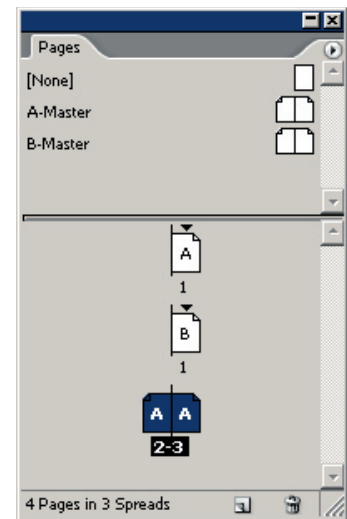 Pages
[None]
A-Master
B-Master
A
1
B
1
A A
2-3
4 Pages in 3 Spreads